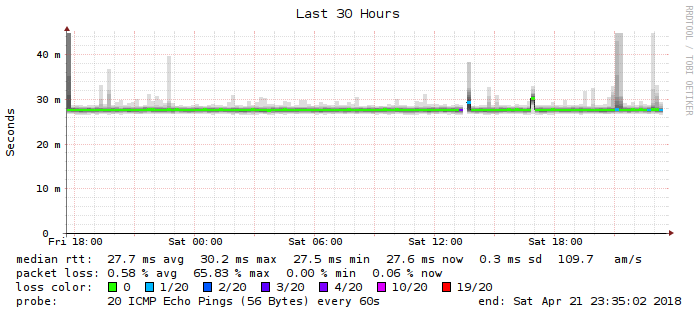 Last 30 Hours
RRDTOOL / TOBI OETIKER
Seconds
40 m
30 m
20 m
10 m
0
Fri 18:00 Sat 00:00 Sat 06:00 Sat 12:00 Sat 18:00
median rtt: 27.7 ms avg 30.2 ms max 27.5 ms min 27.6 ms now 0.3 ms sd 109.7 am/s
packet loss: 0.58 % avg 65.83 % max 0.00 % min 0.06 % now
loss color: 0 1/20 2/20 3/20 4/20 10/20 19/20
probe: 20 ICMP Echo Pings (56 Bytes) every 60s end: Sat Apr 21 23:35:02 2018